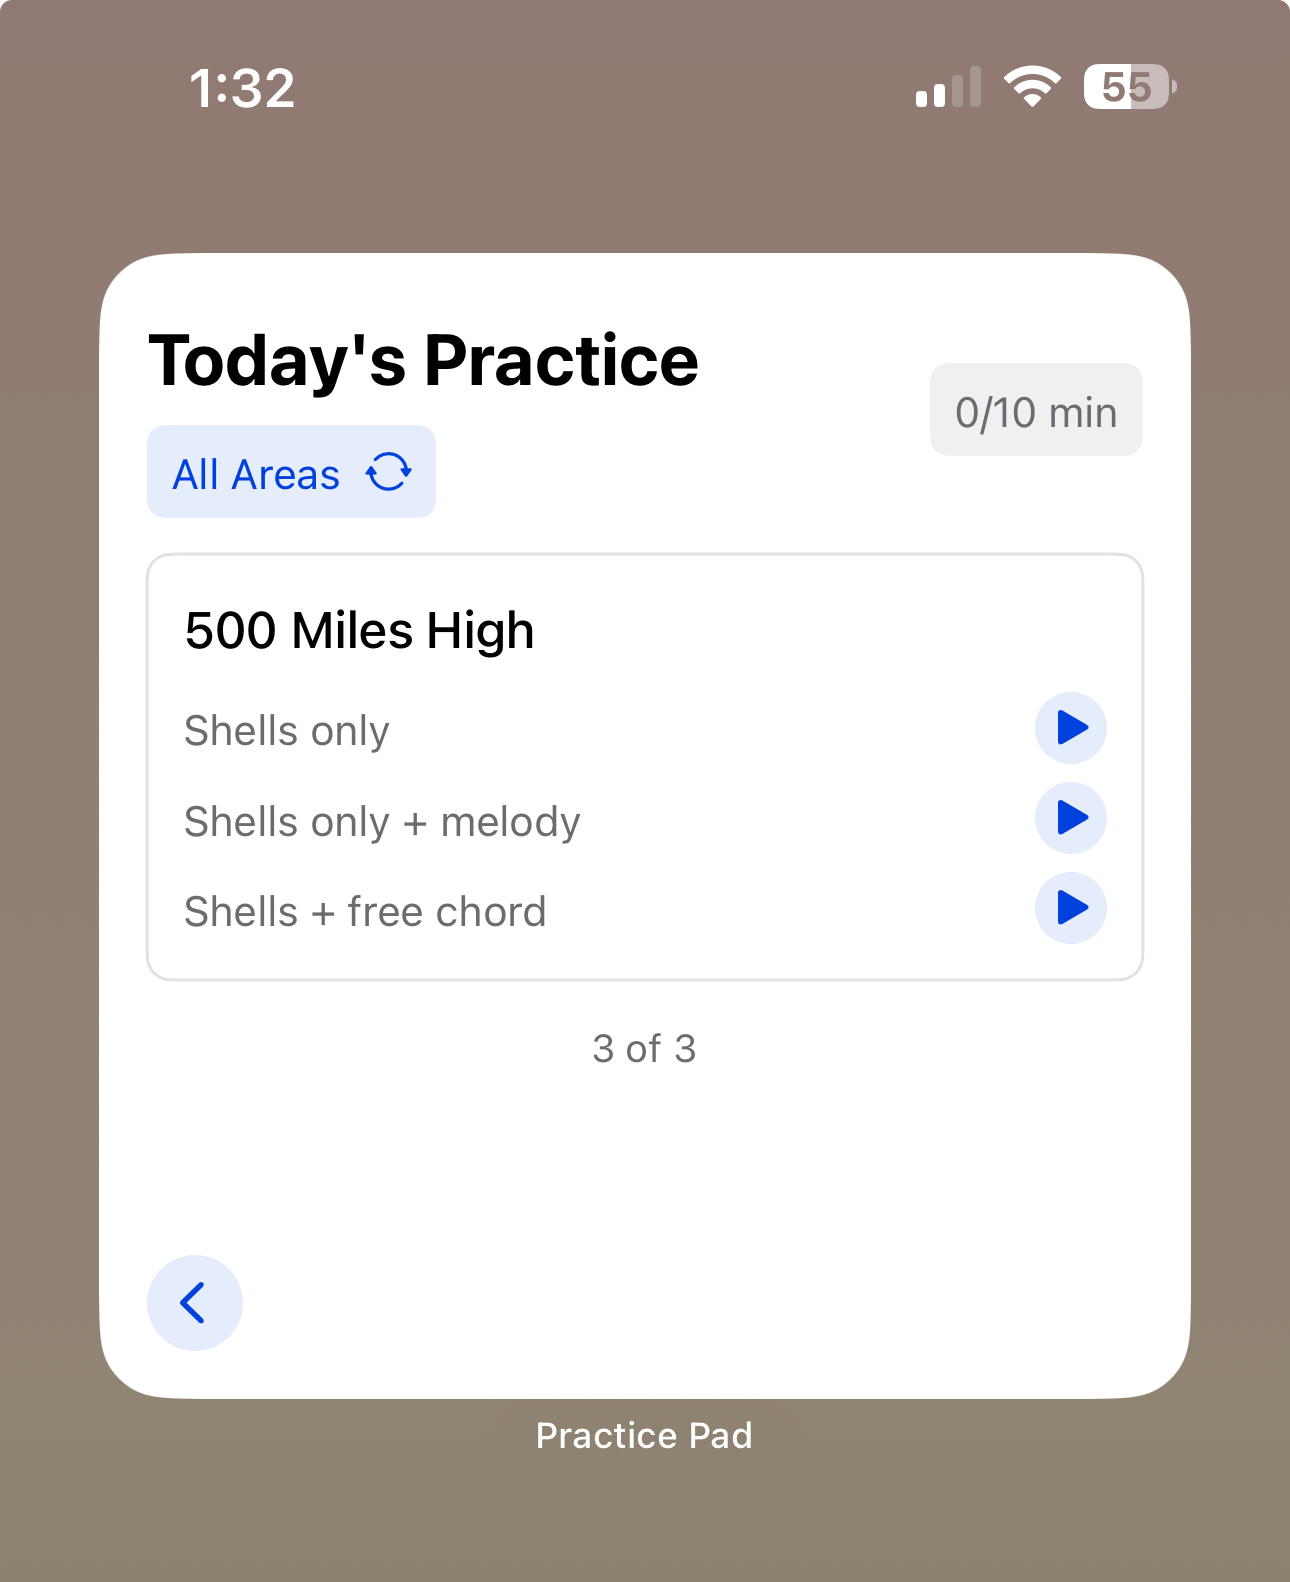 1:32
55
Today's Practice
0/10 min
All Areas
500 Miles High
Shells only
Shells only + melody
Shells + free chord
3 of 3
Practice Pad